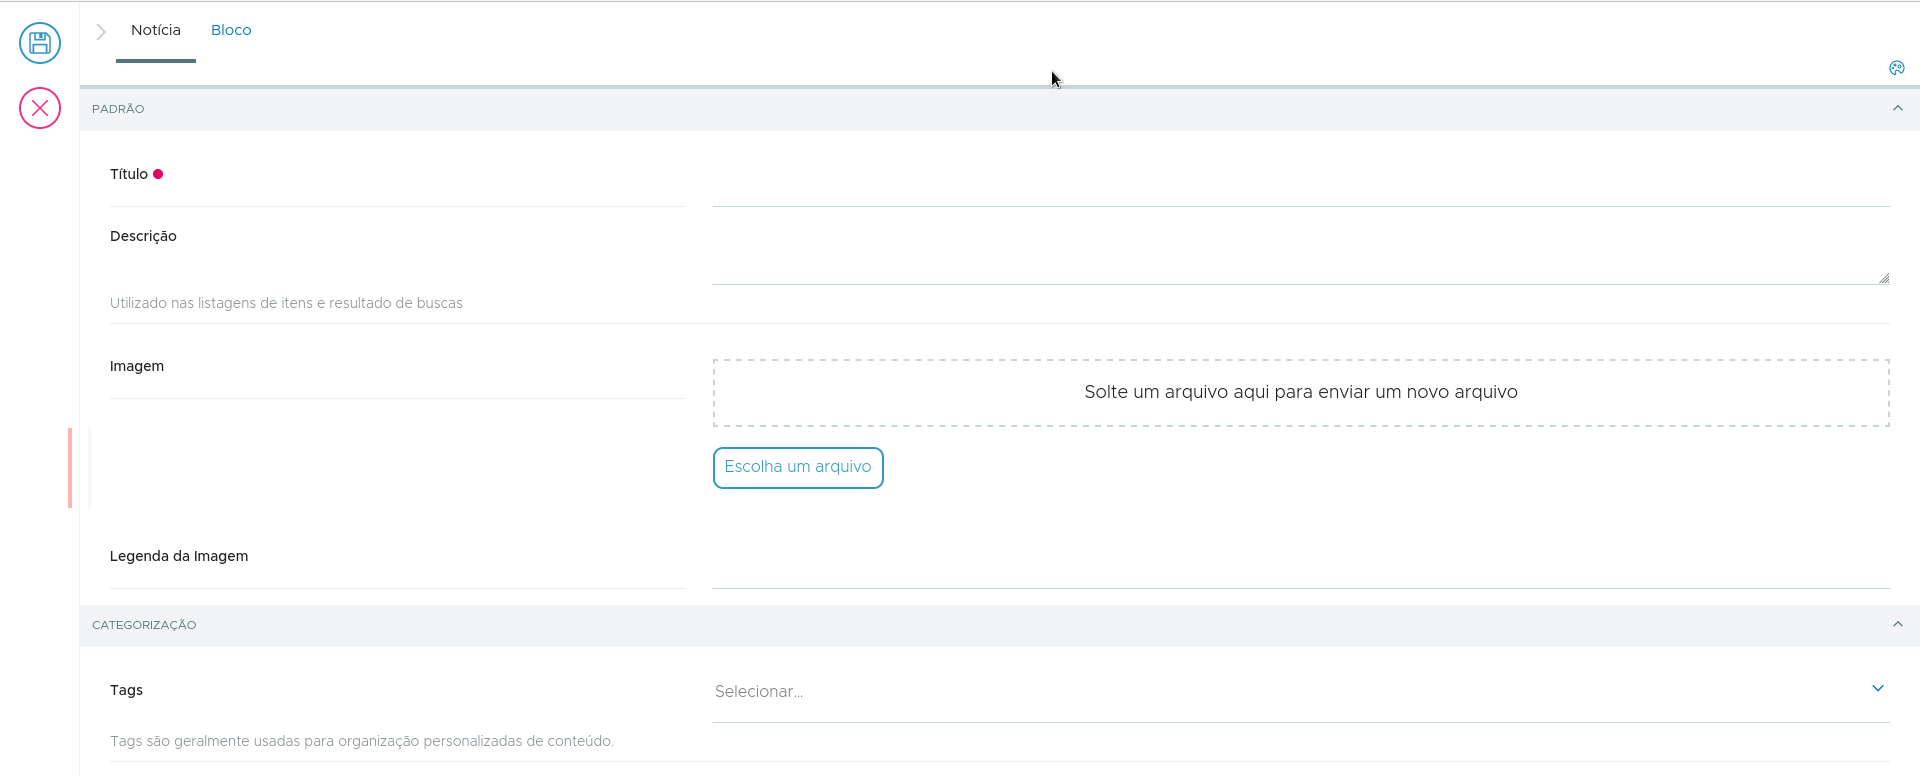 Notícia Bloco
PADRÃO
Título
Descrição
Utilizado nas listagens de itens e resultado de buscas
Imagem
Solte um arquivo aqui para enviar um novo arquivo
Escolha um arquivo
Legenda da Imagem
CATEGORIZAÇÃO
Tags
Selecionar...
Tags são geralmente usadas para organização personalizadas de conteúdo.